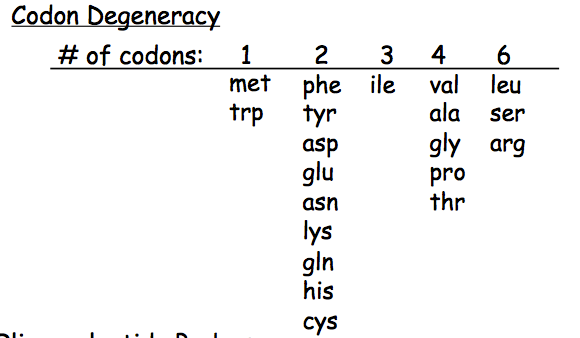 Codon Degeneracy
# of codons: 1 2 3 4 6
met phe ile val leu
trp tyr ala ser
asp gly arg
glu pro
asn thr
lys
gln
his
cys